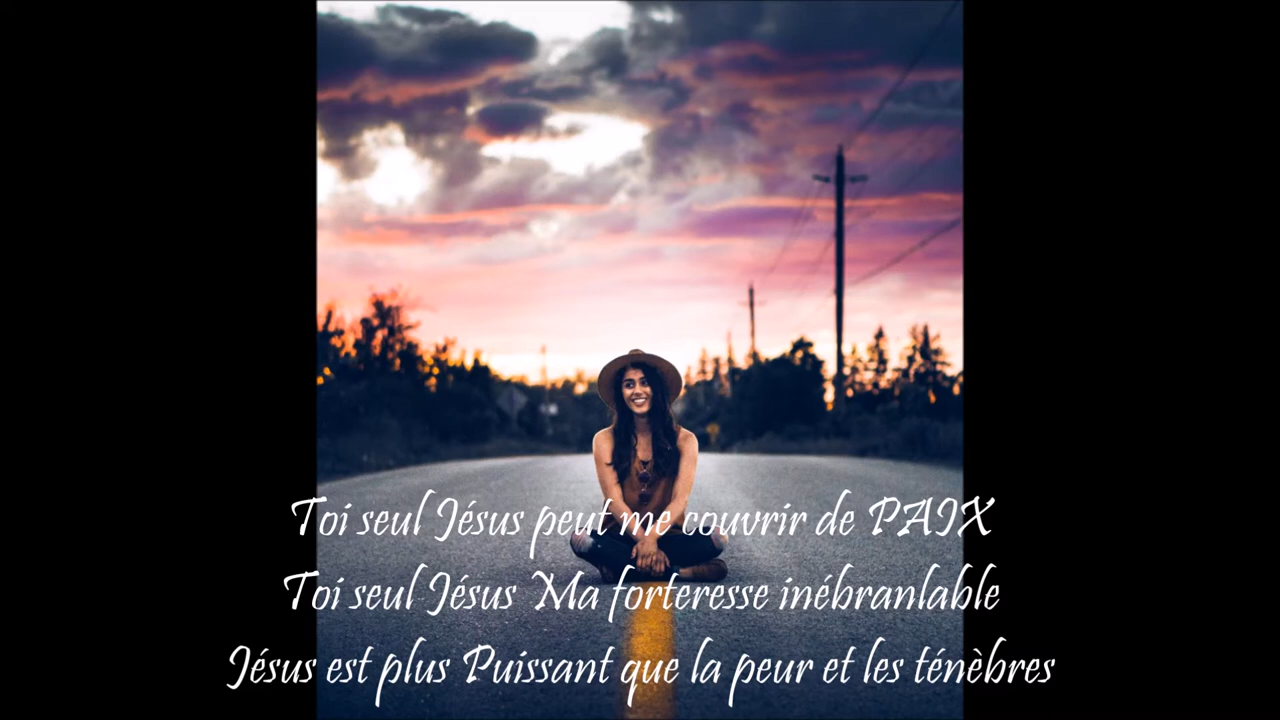 Toi seul Jésus peut me couvrir de PAIX
Toi seul Jésus Ma forteresse inébranlable
Jésus est plus Puissant que la peur et les ténèbres